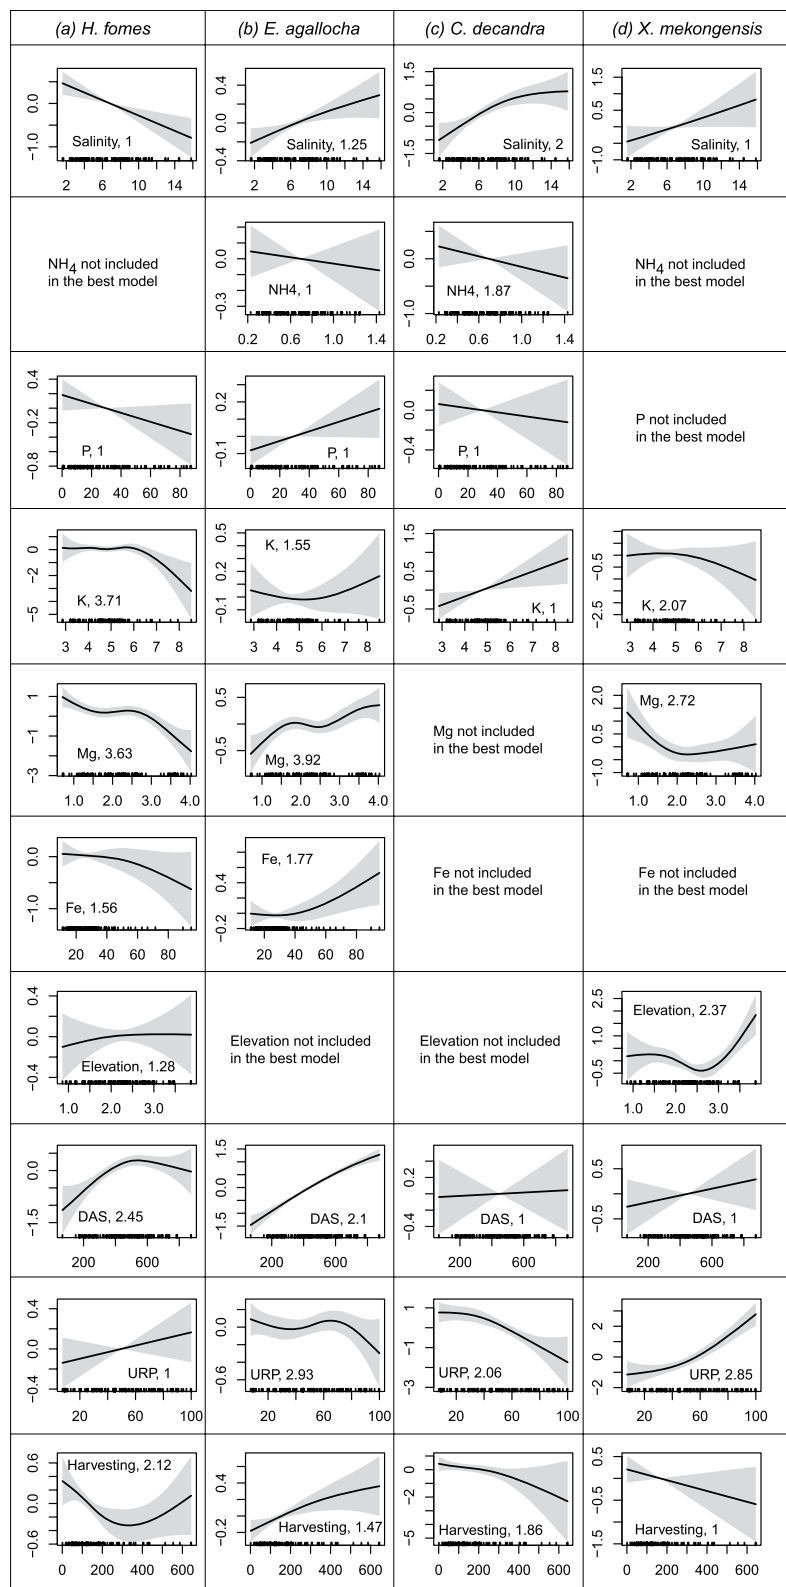 (a) H. fomes (b) E. agallocha (c) C. decandra (d) X. mekongensis
0.0
−1.0
Salinity, 1
2 6 10 14
0.4
0.0
−0.4
Salinity, 1.25
2 6 10 14
1.5
0.0
−1.5
Salinity, 2
2 6 10 14
0.5
−1.0
Salinity, 1
2 6 10 14
NH4 not included
in the best model
0.0
−0.3
NH4, 1
0.2 0.6 1.0 1.4
0.0
−1.0
NH4, 1.87
0.2 0.6 1.0 1.4
NH4 not included
in the best model
0.4
−0.2
−0.8
P, 1
0 20 40 60 80
0.2
−0.1
P, 1
0 20 40 60 80
0.0
−0.4
P, 1
0 20 40 60 80
P not included
in the best model
0
−2
−5
K, 3.71
3 4 5 6 7 8
0.5
0.2
−0.1
K, 1.55
3 4 5 6 7 8
1.5
0.5
−0.5
K, 1
3 4 5 6 7 8
−0.5
−2.5
K, 2.07
3 4 5 6 7 8
1
−1
−3
Mg, 3.63
1.0 2.0 3.0 4.0
0.5
−0.5
Mg, 3.92
1.0 2.0 3.0 4.0
Mg not included
in the best model
2.0
0.5
−1.0
Mg, 2.72
1.0 2.0 3.0 4.0
0.0
−1.0
Fe, 1.56
20 40 60 80
0.4
−0.2
Fe, 1.77
20 40 60 80
Fe not included
in the best model
Fe not included
in the best model
0.4
0.0
−0.4
Elevation, 1.28
1.0 2.0 3.0
Elevation not included
in the best model
Elevation not included
in the best model
2.5
1.0
−0.5
Elevation, 2.37
1.0 2.0 3.0
0.0
−1.5
DAS, 2.45
200 600
1.5
0.0
−1.5
DAS, 2.1
200 600
0.2
−0.4
DAS, 1
200 600
0.5
−0.5
DAS, 1
200 600
0.4
0.0
−0.4
URP, 1
20 60 100
0.0
−0.6
URP, 2.93
20 60 100
1
−1
−3
URP, 2.06
20 60 100
2
0
−2
URP, 2.85
20 60 100
0.6
0.0
−0.6
Harvesting, 2.12
0 200 400 600
0.4
−0.2
Harvesting, 1.47
0 200 400 600
0
−2
−5
Harvesting, 1.86
0 200 400 600
0.5
−0.5
−1.5
Harvesting, 1
0 200 400 600